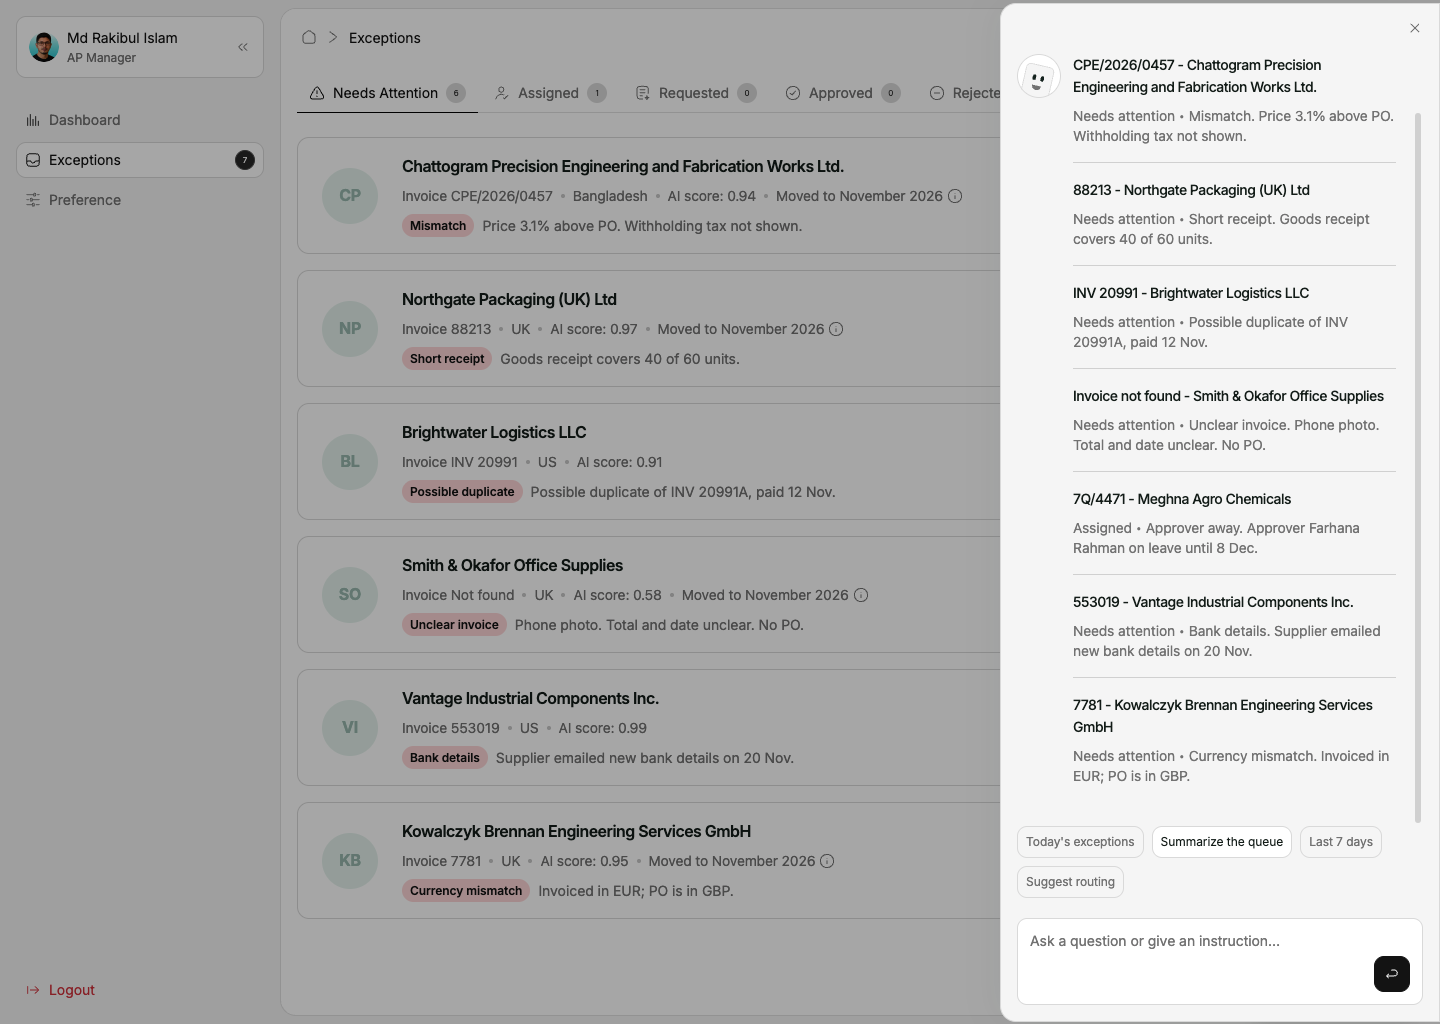 Md Rakibul Islam
AP Manager
Dashboard
Exceptions
7
Preference
Logout
Exceptions
Needs Attention 6
Assigned 1
Requested 0
Approved 0
Rejecte
CP
Chattogram Precision Engineering and Fabrication Works Ltd.
Invoice CPE/2026/0457 • Bangladesh • AI score: 0.94 • Moved to November 2026
Mismatch Price 3.1% above PO. Withholding tax not shown.
NP
Northgate Packaging (UK) Ltd
Invoice 88213 • UK • AI score: 0.97 • Moved to November 2026
Short receipt Goods receipt covers 40 of 60 units.
BL
Brightwater Logistics LLC
Invoice INV 20991 • US • AI score: 0.91
Possible duplicate Possible duplicate of INV 20991A, paid 12 Nov.
SO
Smith & Okafor Office Supplies
Invoice Not found • UK • AI score: 0.58 • Moved to November 2026
Unclear invoice Phone photo. Total and date unclear. No PO.
VI
Vantage Industrial Components Inc.
Invoice 553019 • US • AI score: 0.99
Bank details Supplier emailed new bank details on 20 Nov.
KB
Kowalczyk Brennan Engineering Services GmbH
Invoice 7781 • UK • AI score: 0.95 • Moved to November 2026
Currency mismatch Invoiced in EUR; PO is in GBP.
CPE/2026/0457 - Chattogram Precision
Engineering and Fabrication Works Ltd.
Needs attention • Mismatch. Price 3.1% above PO.
Withholding tax not shown.
88213 - Northgate Packaging (UK) Ltd
Needs attention • Short receipt. Goods receipt
covers 40 of 60 units.
INV 20991 - Brightwater Logistics LLC
Needs attention • Possible duplicate of INV
20991A, paid 12 Nov.
Invoice not found - Smith & Okafor Office Supplies
Needs attention • Unclear invoice. Phone photo.
Total and date unclear. No PO.
7Q/4471 - Meghna Agro Chemicals
Assigned • Approver away. Approver Farhana
Rahman on leave until 8 Dec.
553019 - Vantage Industrial Components Inc.
Needs attention • Bank details. Supplier emailed
new bank details on 20 Nov.
7781 - Kowalczyk Brennan Engineering Services
GmbH
Needs attention • Currency mismatch. Invoiced in
EUR; PO is in GBP.
Today's exceptions
Summarize the queue
Last 7 days
Suggest routing
Ask a question or give an instruction...